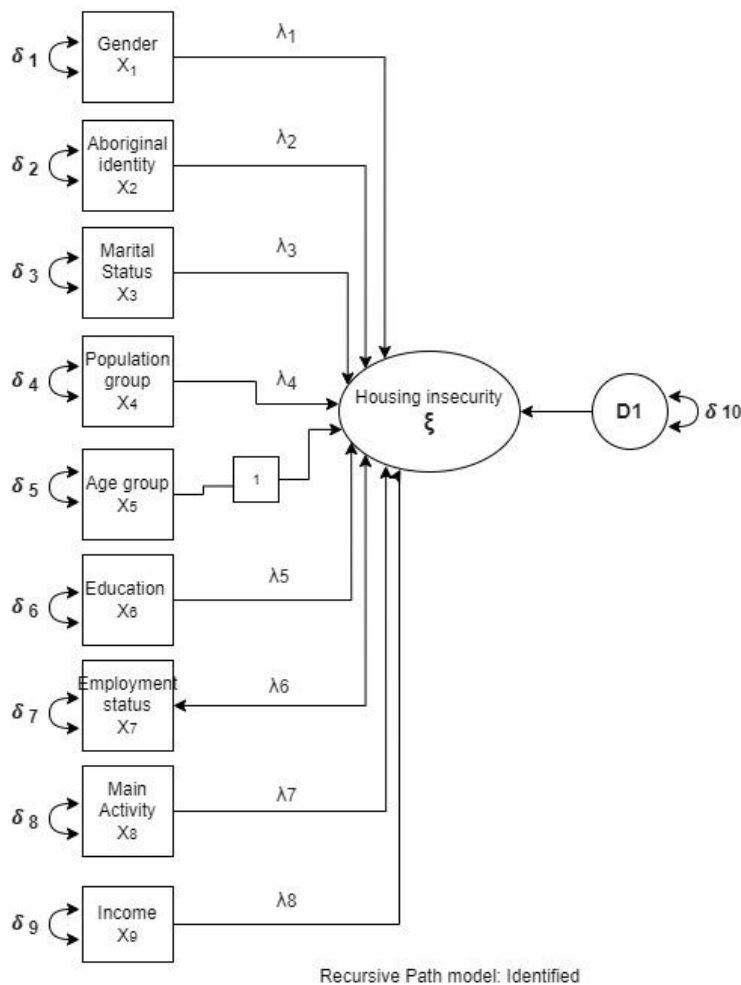 δ 1
Gender
X1
λ1
δ 2
Aboriginal
identity
X2
λ2
δ 3
Marital
Status
X3
λ3
δ 4
Population
group
X4
λ4
Housing insecurity
ξ
D1
δ 10
δ 5
Age group
X5
1
δ 6
Education
X6
λ5
δ 7
Employment
status
X7
λ6
δ 8
Main
Activity
X8
λ7
δ 9
Income
X9
λ8
Recursive Path model: Identified